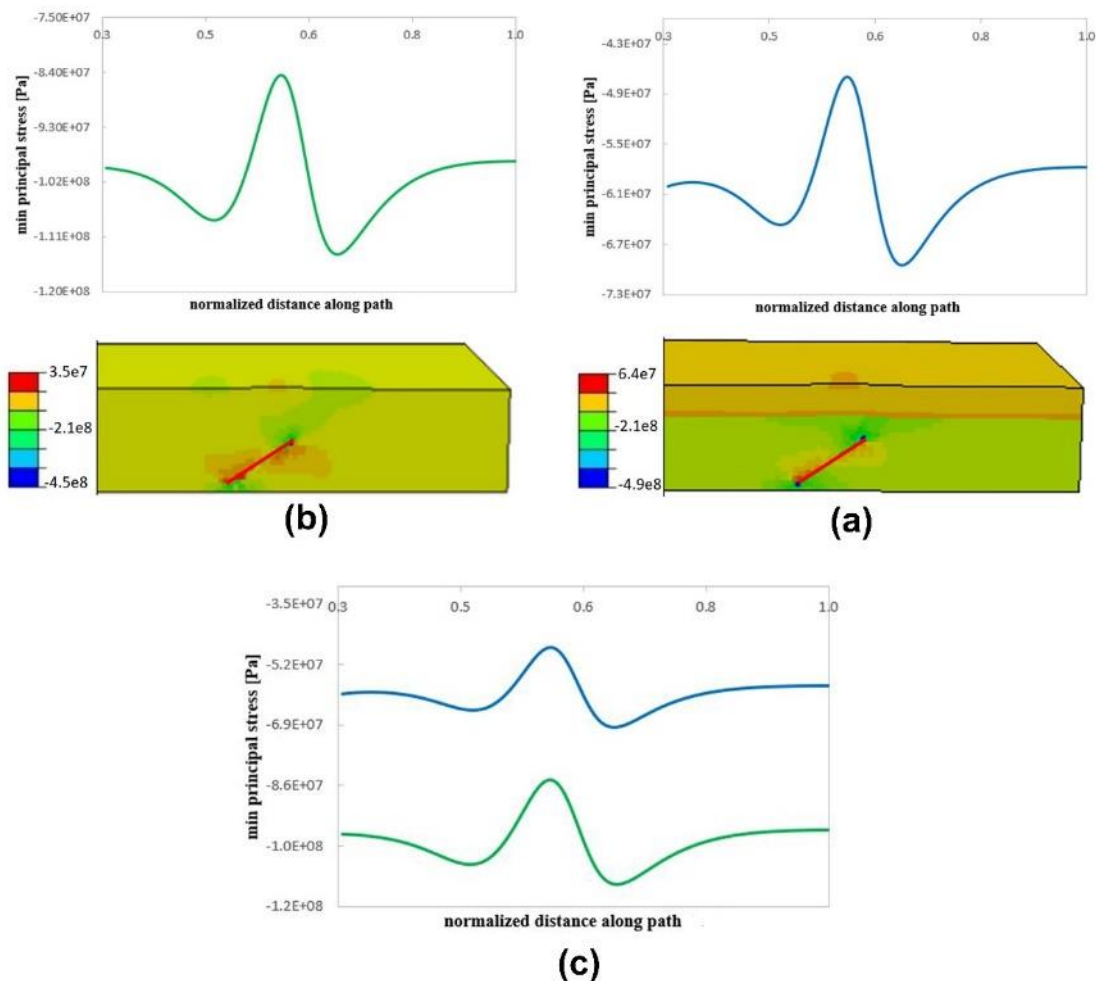 -7.50E+07
0.3 0.5 0.6 0.8 1.0
-8.40E+07
-9.30E+07
-1.02E+08
-1.11E+08
-1.20E+08
min principal stress [Pa]
normalized distance along path
0.3 0.5 0.6 0.8 1.0
-4.3E+07
-4.9E+07
-5.5E+07
-6.1E+07
-6.7E+07
-7.3E+07
min principal stress [Pa]
normalized distance along path
3.5e7
-2.1e8
-4.5e8
(b)
6.4e7
-2.1e8
-4.9e8
(a)
-3.5E+07
0.3 0.5 0.6 0.8 1.0
-5.2E+07
-6.9E+07
-8.6E+07
-1.0E+08
-1.2E+08
min principal stress [Pa]
normalized distance along path
(c)